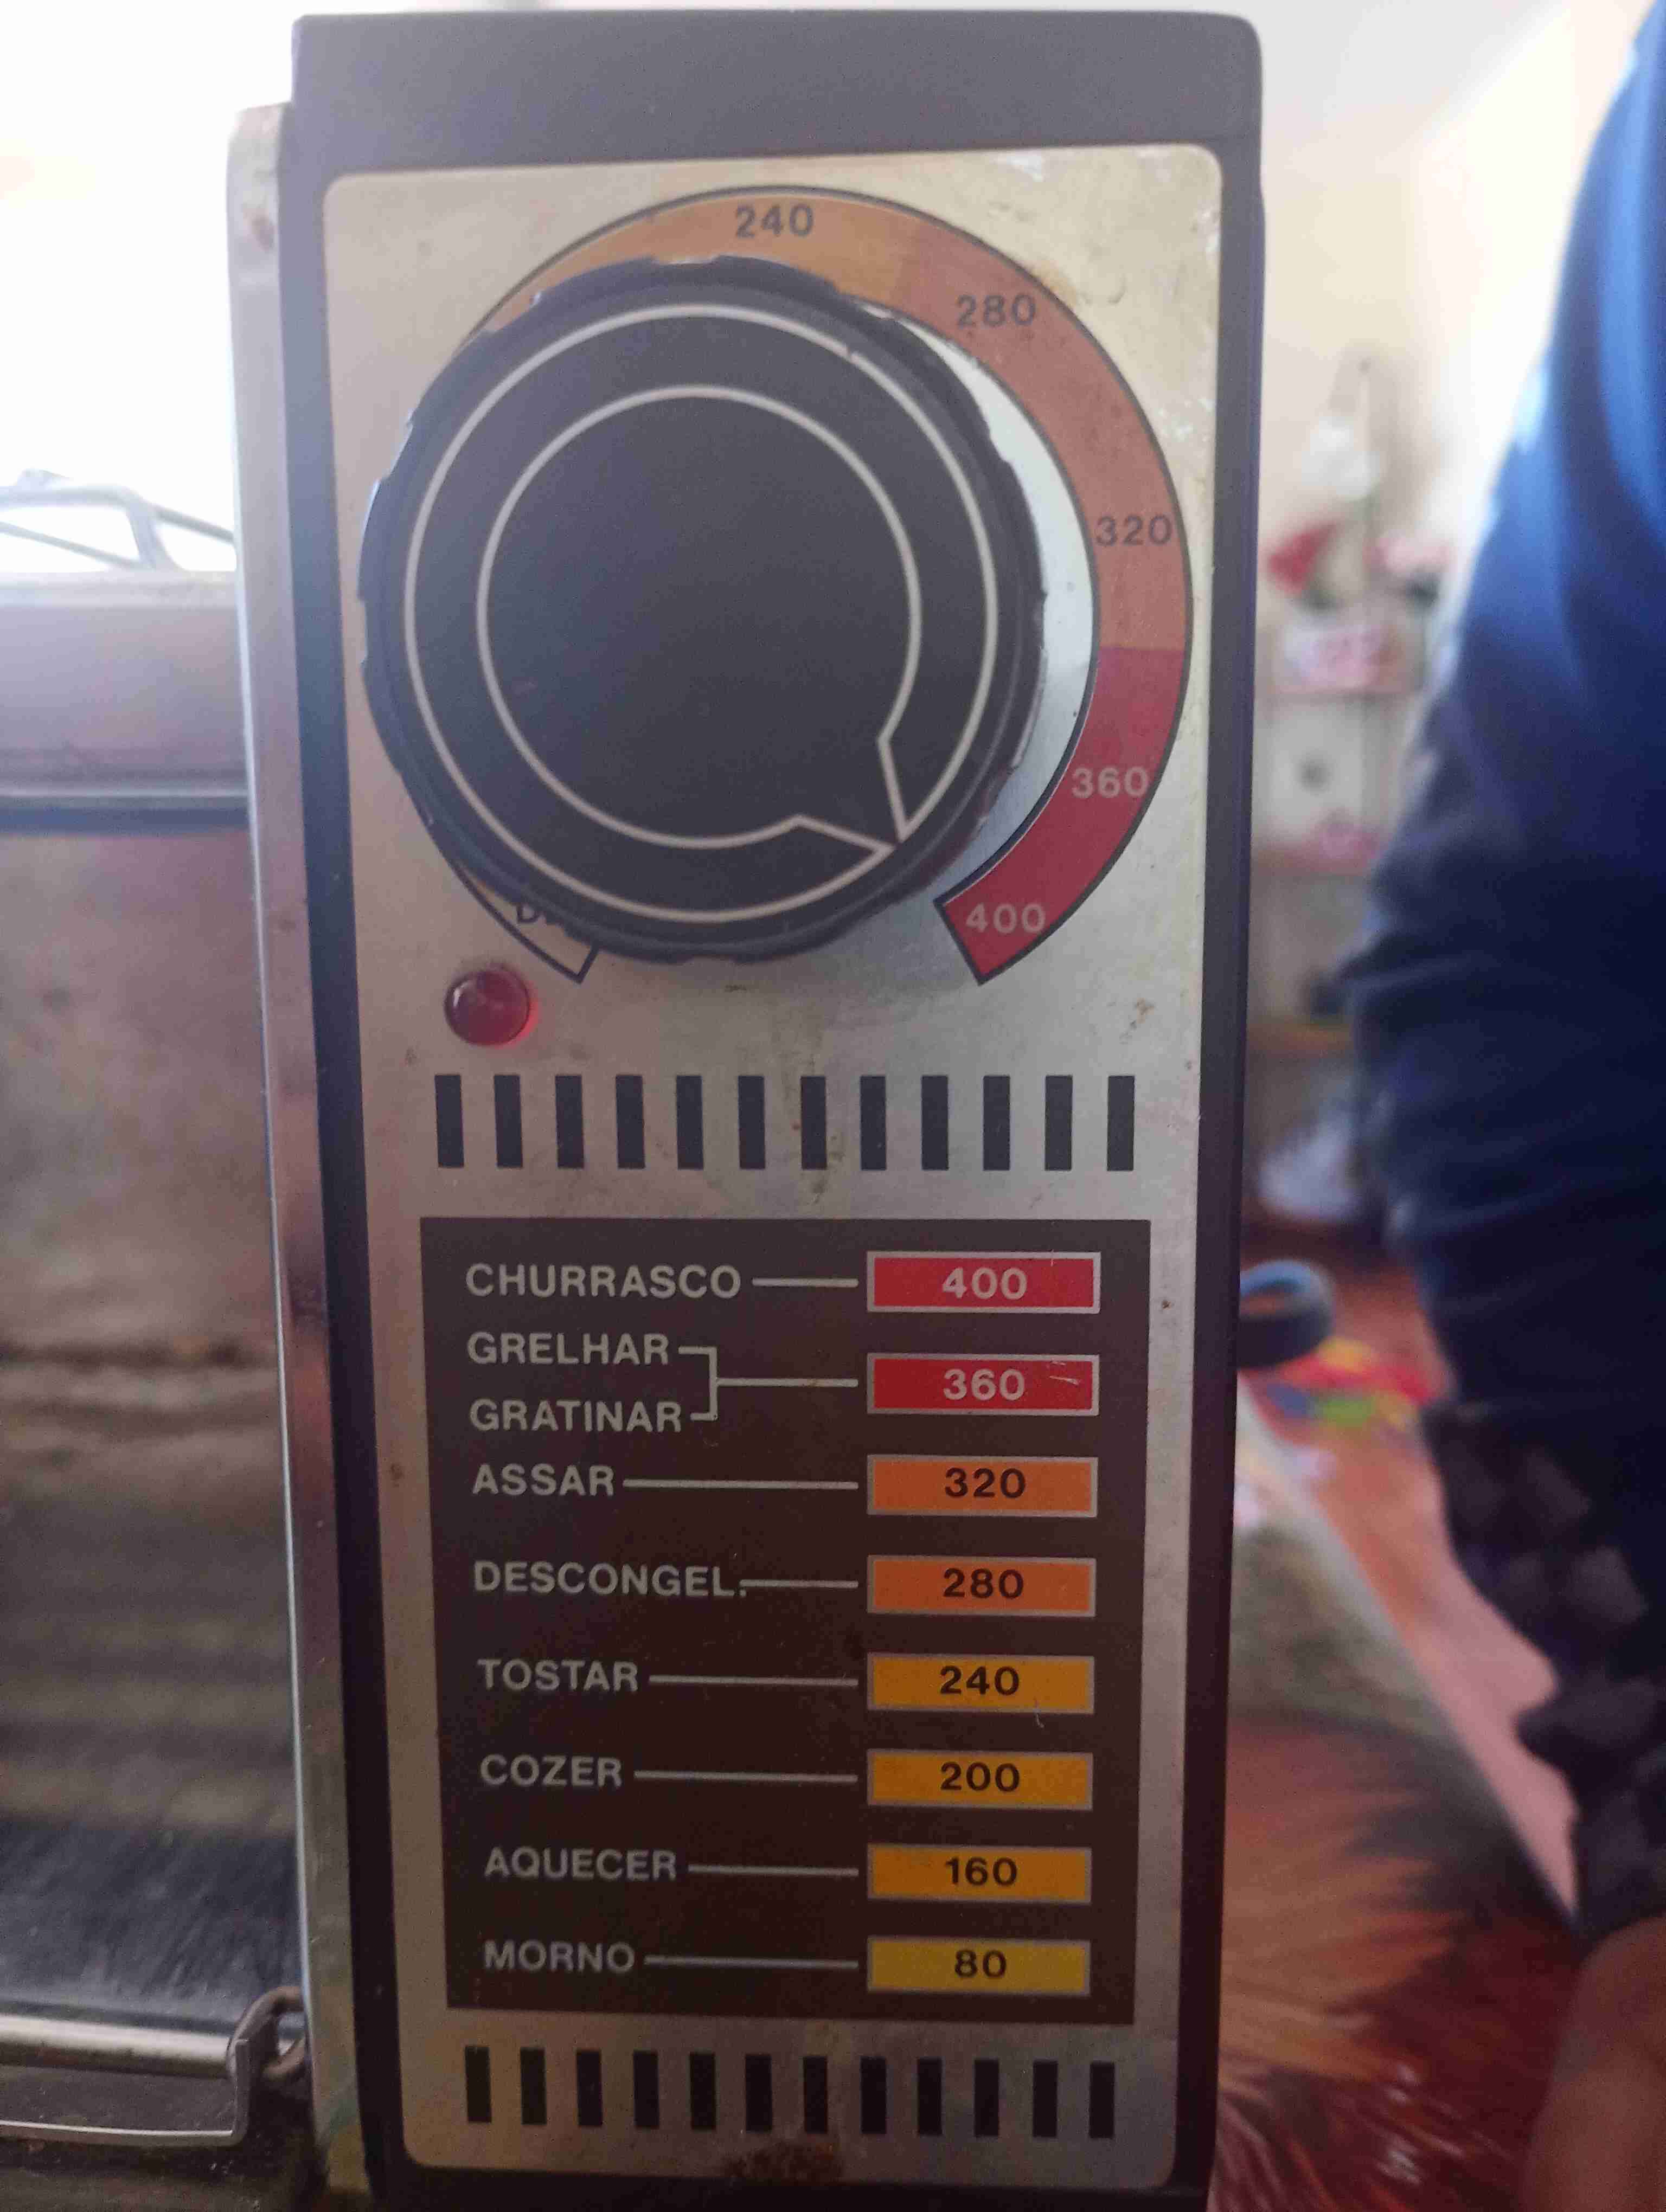 240
280
320
360
400
CHURRASCO 400
GRELHAR
360
GRATINAR
ASSAR 320
DESCONGEL. 280
TOSTAR 240
COZER 200
AQUECER 160
MORNO 80